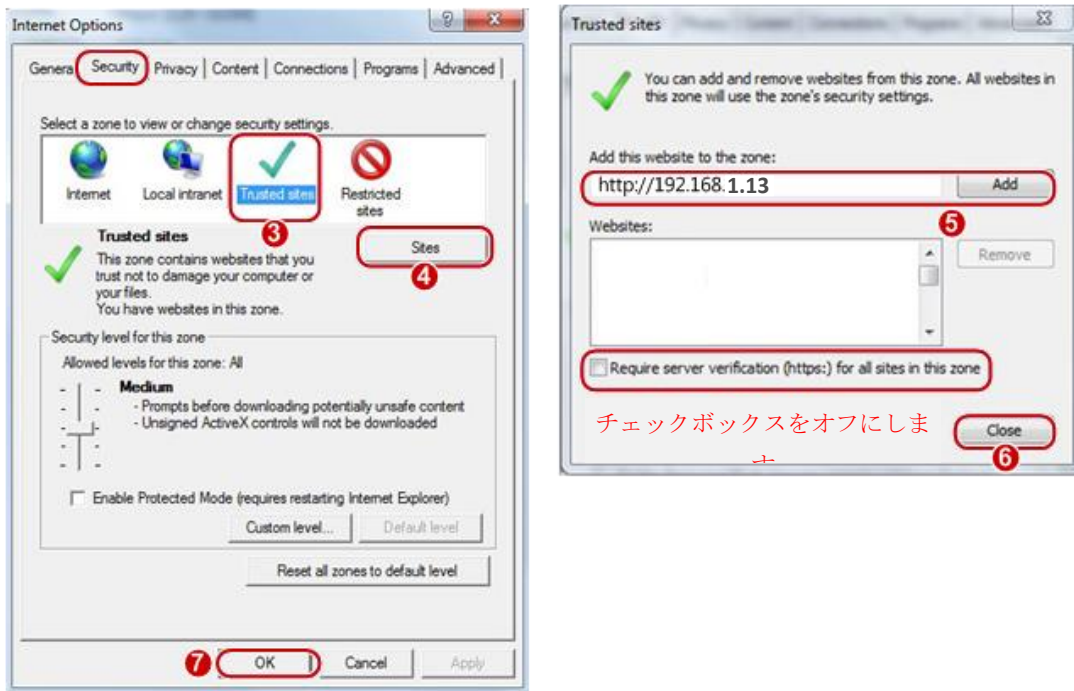 Internet Options
General Security Privacy Content Connections Programs Advanced
Select a zone to view or change security settings.
Internet
Local intranet
Trusted sites
Restricted
sites
3
Trusted sites
This zone contains websites that you
trust not to damage your computer or
your files.
You have websites in this zone.
Sites
4
Security level for this zone
Allowed levels for this zone: All
Medium
- Prompts before downloading potentially unsafe content
- Unsigned ActiveX controls will not be downloaded
Enable Protected Mode (requires restarting Internet Explorer)
Custom level...
Default level
Reset all zones to default level
7
OK
Cancel
Apply
Trusted sites
You can add and remove websites from this zone. All websites in
this zone will use the zone's security settings.
Add this website to the zone:
http://192.168.1.13
Add
5
Websites:
Remove
Require server verification (https:) for all sites in this zone
チェックボックスをオフにしま
す
Close
6